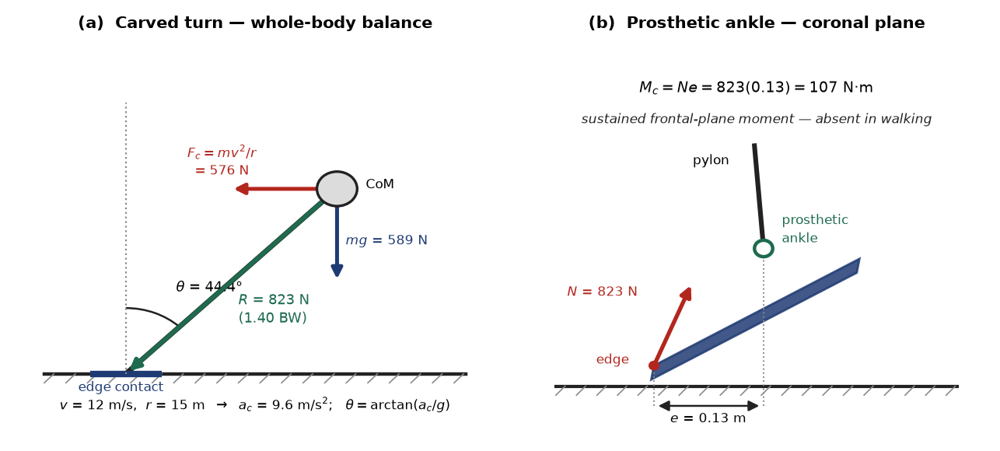 (a) Carved turn — whole-body balance
F_c = mv²/r
= 576 N
CoM
mg = 589 N
θ = 44.4°
R = 823 N
(1.40 BW)
edge contact
v = 12 m/s, r = 15 m → a_c = 9.6 m/s²; θ = arctan(a_c/g)
(b) Prosthetic ankle — coronal plane
M_c = Ne = 823(0.13) = 107 N·m
sustained frontal-plane moment — absent in walking
pylon
prosthetic
ankle
N = 823 N
edge
e = 0.13 m